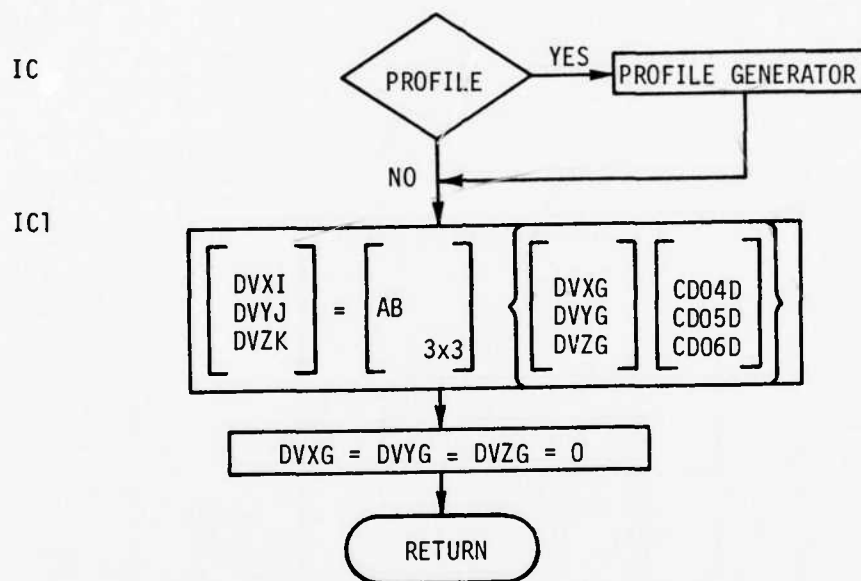 IC
PROFILE
YES
PROFILE GENERATOR
NO
IC1
DVXI
DVYJ
DVZK
=
AB
3x3
DVXG
DVYG
DVZG
CD04D
CD05D
CD06D
DVXG = DVYG = DVZG = 0
RETURN